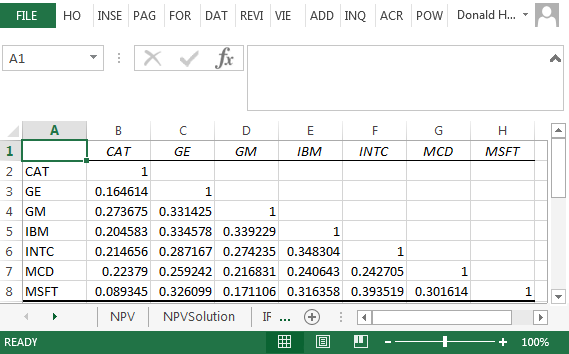 FILE HO INSE PAG FOR DAT REVI VIE ADD INQ ACR POW Donald H...
A1 fx
A B C D E F G H
1 CAT GE GM IBM INTC MCD MSFT
2 CAT 1
3 GE 0.164614 1
4 GM 0.273675 0.331425 1
5 IBM 0.204583 0.334578 0.339229 1
6 INTC 0.214656 0.287167 0.274235 0.348304 1
7 MCD 0.22379 0.259242 0.216831 0.240643 0.242705 1
8 MSFT 0.089345 0.326099 0.171106 0.316358 0.393519 0.301614 1
NPV NPVSolution IF ...
READY 100%